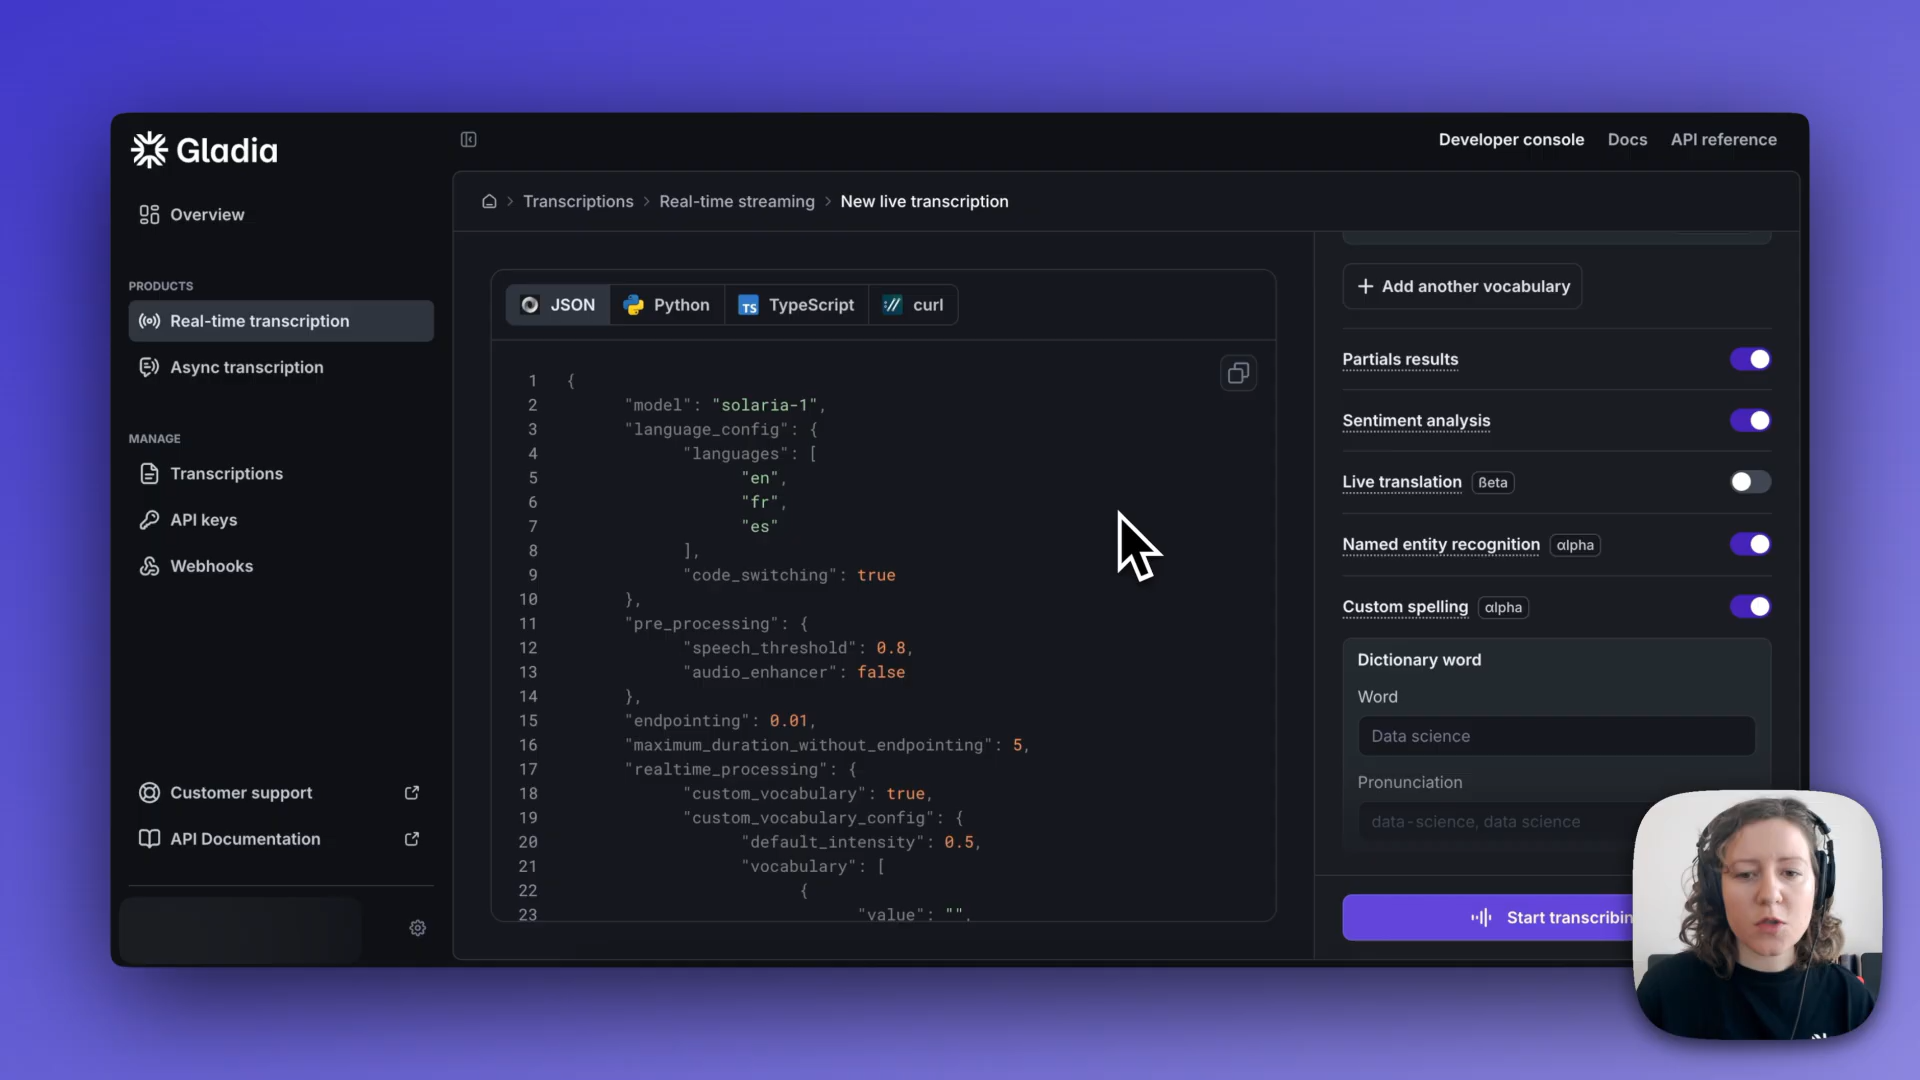 Gladia
Developer console
Docs
API reference
Overview
Transcriptions
Real-time streaming
New live transcription
PRODUCTS
Real-time transcription
Async transcription
MANAGE
Transcriptions
API keys
Webhooks
Customer support
API Documentation
JSON
Python
TS TypeScript
curl
1 {
2 "model": "solaria-1",
3 "language_config": {
4 "languages": [
5 "en",
6 "fr",
7 "es"
8 ],
9 "code_switching": true
10 },
11 "pre_processing": {
12 "speech_threshold": 0.8,
13 "audio_enhancer": false
14 },
15 "endpointing": 0.01,
16 "maximum_duration_without_endpointing": 5,
17 "realtime_processing": {
18 "custom_vocabulary": true,
19 "custom_vocabulary_config": {
20 "default_intensity": 0.5,
21 "vocabulary": [
22 {
23 "value": "",
+ Add another vocabulary
Partials results
Sentiment analysis
Live translation βeta
Named entity recognition αlpha
Custom spelling αlpha
Dictionary word
Word
Data science
Pronunciation
data-science, data science
Start transcribin